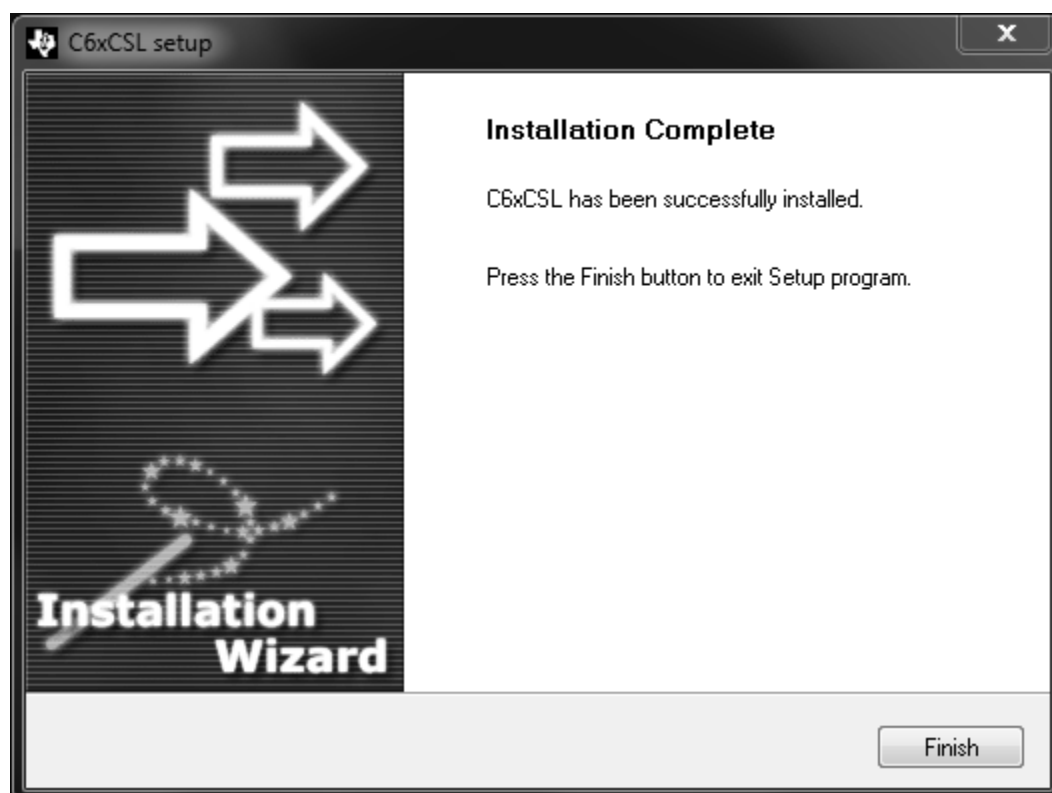 C6xCSL setup
x
Installation Complete
C6xCSL has been successfully installed.
Press the Finish button to exit Setup program.
Installation
Wizard
Finish